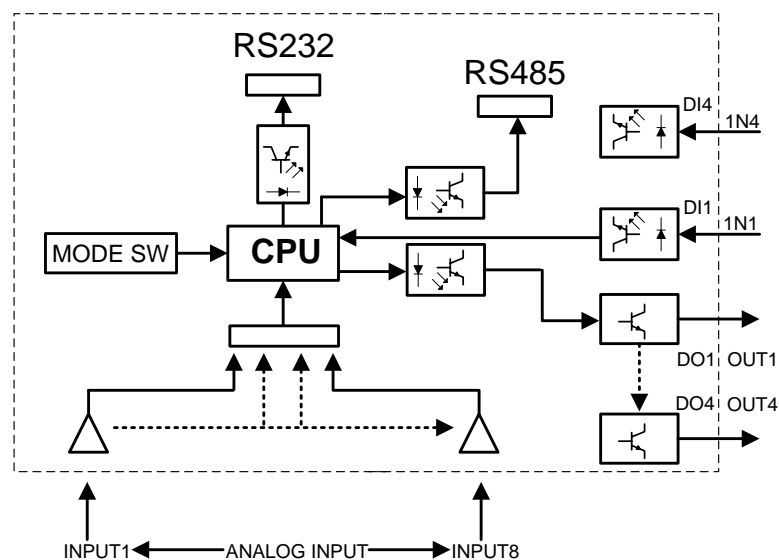 RS232
RS485
DI4
1N4
DI1
1N1
MODE SW
CPU
DO1 OUT1
DO4 OUT4
INPUT1
ANALOG INPUT
INPUT8